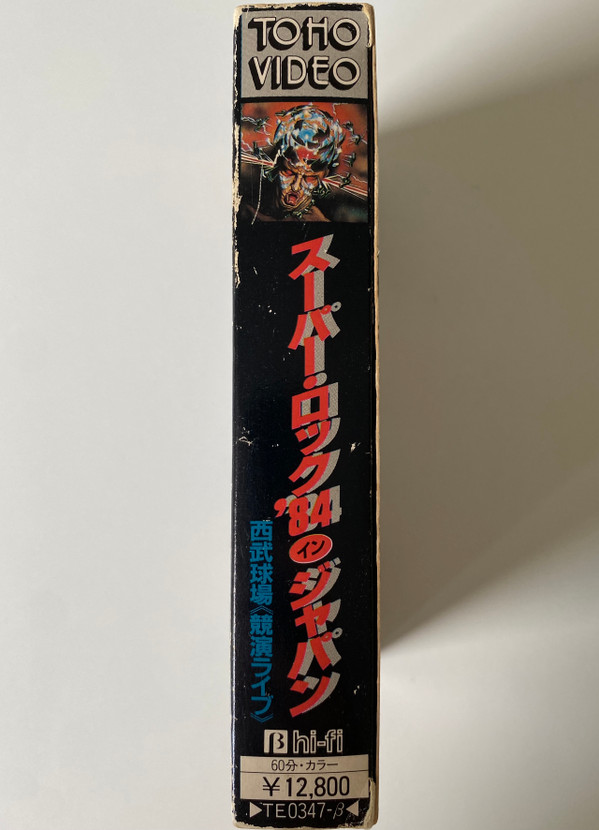 TOHO
VIDEO
スーパー・ロック'84インジャパン
西武球場《競演ライブ》
β hi-fi
60分・カラー
￥12,800
▶TE0347-β◀